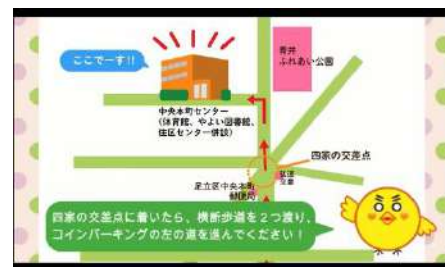 ここでーす!!
青井
ふれあい公園
中央本町センター
(体育館、やよい図書館、
住区センター併設)
四家の交差点
足立区中央本町
郵便局
四家の交差点に着いたら、横断歩道を2つ渡り、
コインパーキングの左の道を進んでください!